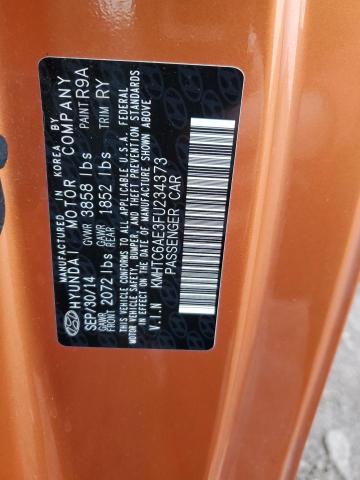 MANUFACTURED IN KOREA BY
HYUNDAI MOTOR COMPANY
SEP/30/14 GVWR 3858 lbs PAINT R9A
GAWR FRONT 2072 lbs GAWR REAR 1852 lbs TRIM RY
THIS VEHICLE CONFORMS TO ALL APPLICABLE U.S.A. FEDERAL
MOTOR VEHICLE SAFETY, BUMPER, AND THEFT PREVENTION STANDARDS
IN EFFECT ON THE DATE OF MANUFACTURE SHOWN ABOVE
V.I.N KMHTC6AE3FU234373
PASSENGER CAR